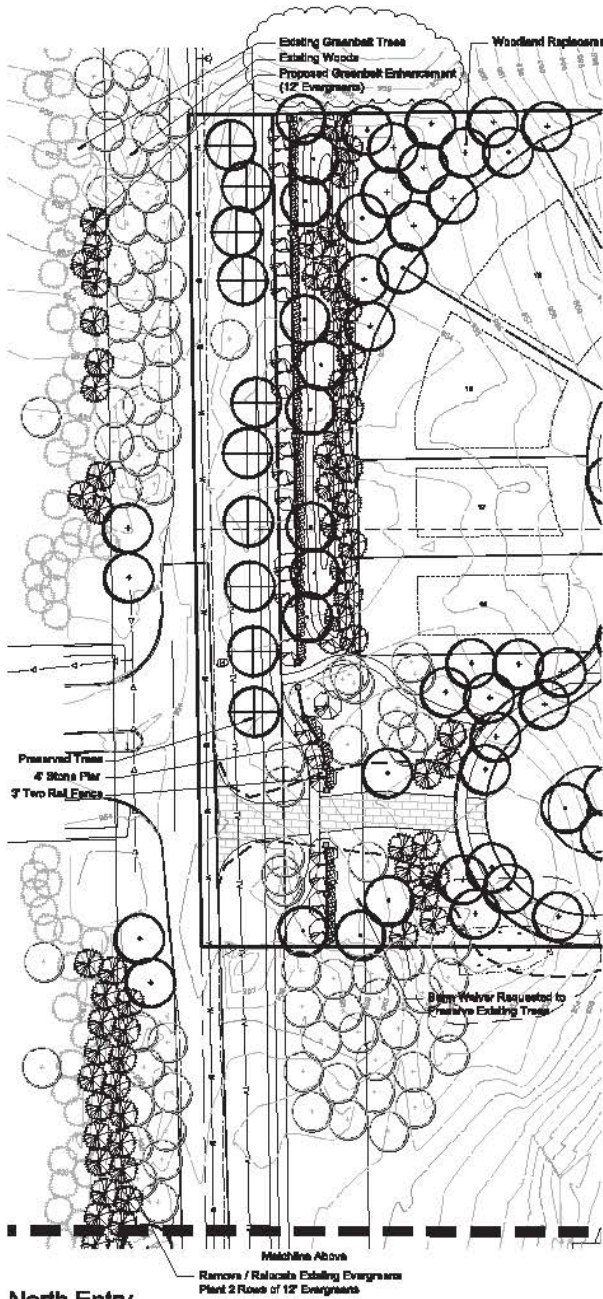 Existing Greenbelt Trees
Existing Woods
Proposed Greenbelt Enhancement
(12' Evergreens)
Woodland Replaceme
Preserved Trees
4' Stone Pier
3' Two Rail Fence
Berm Waiver Requested to
Preserve Existing Trees
Matchline Above
Remove / Relocate Existing Evergreens
Plant 2 Rows of 12' Evergreens
North Entry